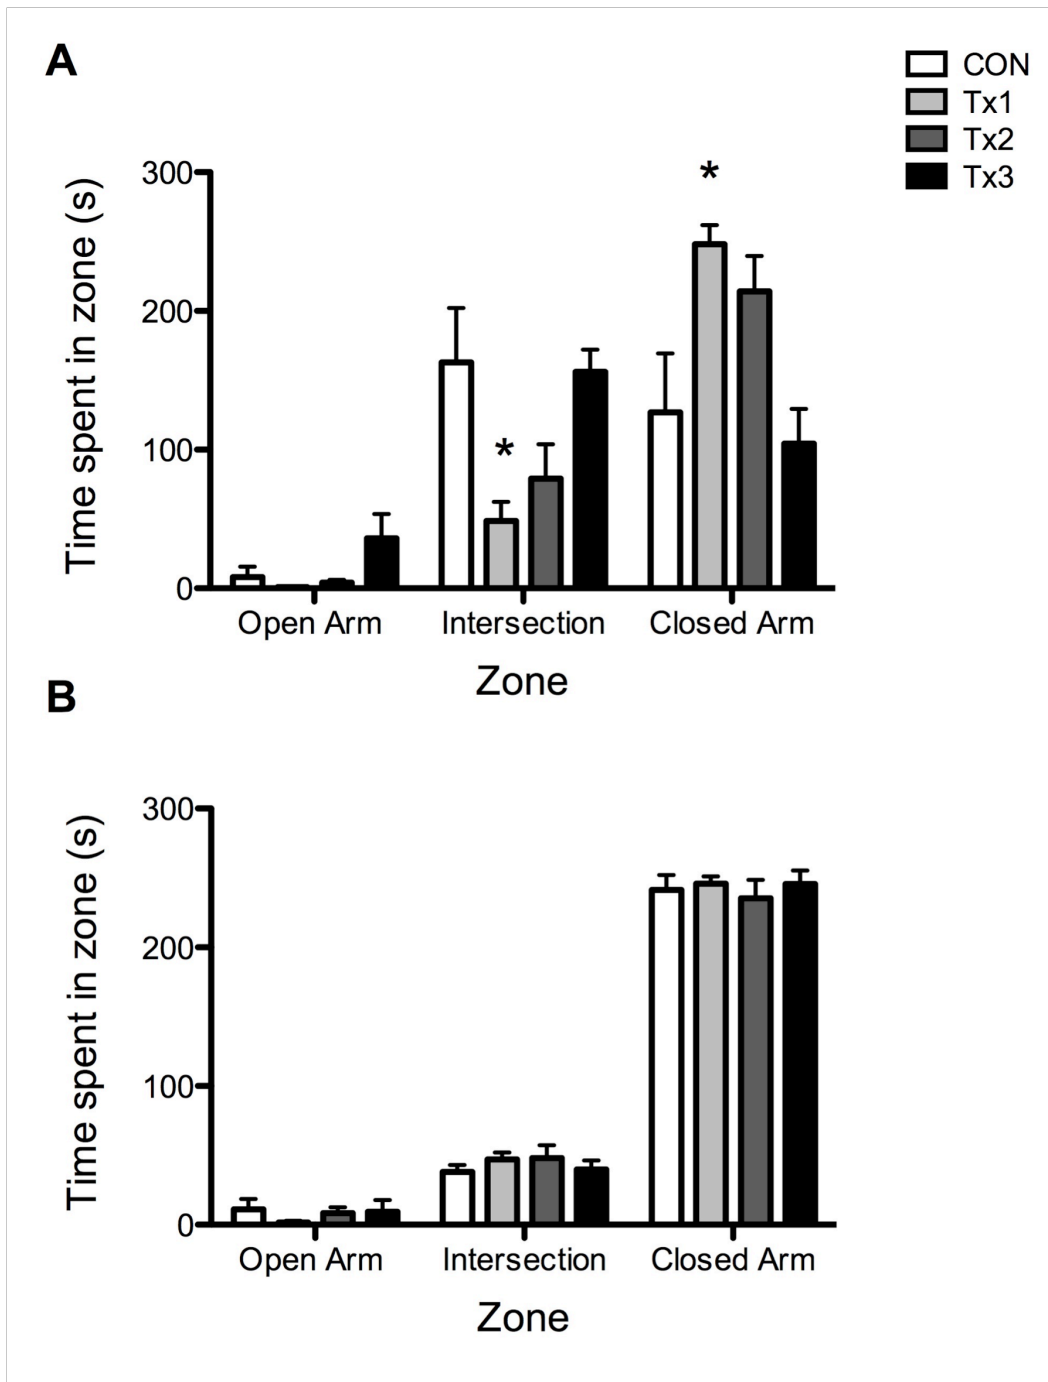 A
CON
Tx1
Tx2
Tx3
Time spent in zone (s)
300
*
200
*
100
0
Open Arm Intersection Closed Arm
Zone
B
Time spent in zone (s)
300
200
100
0
Open Arm Intersection Closed Arm
Zone